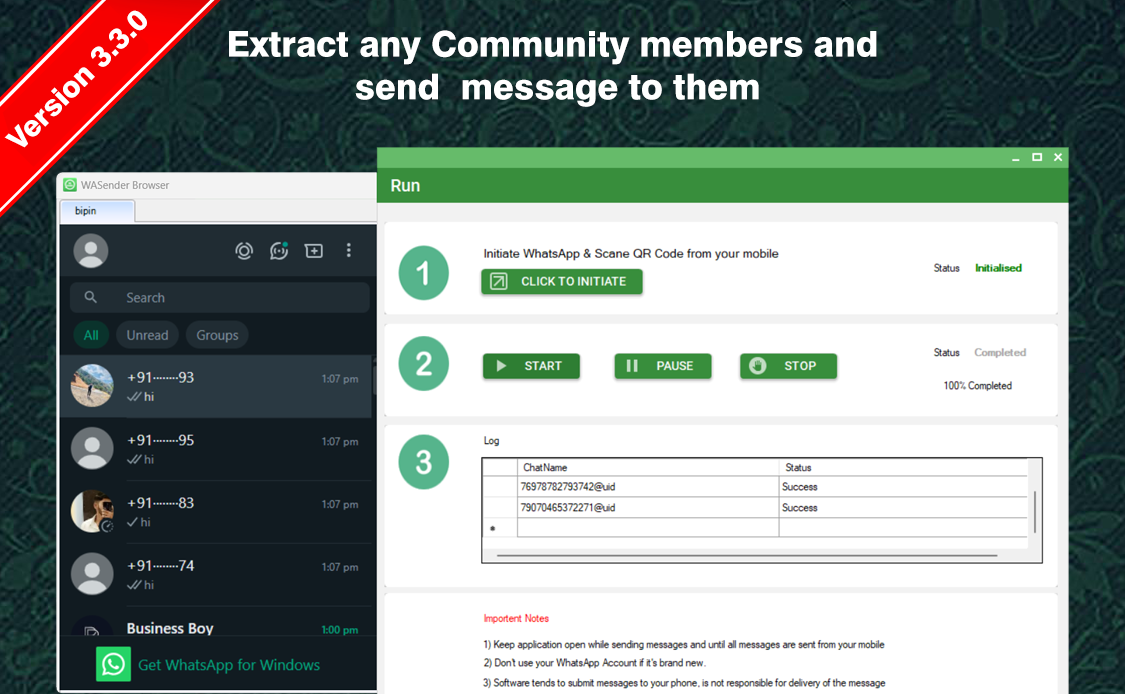 Version 3.3.0
Extract any Community members and
send message to them
WASender Browser
bipin
Search
All
Unread
Groups
+91········93
1:07 pm
hi
+91········95
1:07 pm
hi
+91········83
1:07 pm
hi
+91········74
1:07 pm
hi
Business Boy
1:00 pm
Get WhatsApp for Windows
Run
1
Initiate WhatsApp & Scane QR Code from your mobile
CLICK TO INITIATE
Status Initialised
2
START
PAUSE
STOP
Status Completed
100% Completed
3
Log
ChatName Status
76978782793742@uid Success
79070465372271@uid Success
Importent Notes
1) Keep application open while sending messages and until all messages are sent from your mobile
2) Don't use your WhatsApp Account if it's brand new.
3) Software tends to submit messages to your phone, is not responsible for delivery of the message